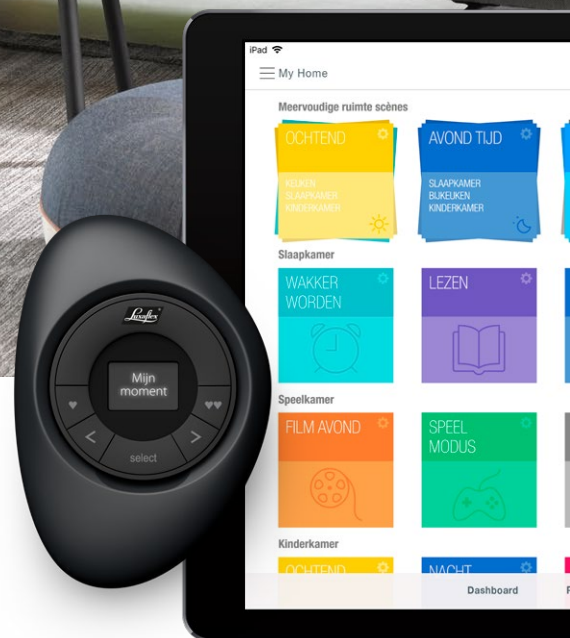 iPad
My Home
Meervoudige ruimte scènes
OCHTEND
KEUKEN
SLAAPKAMER
KINDERKAMER
AVOND TIJD
SLAAPKAMER
BIJKEUKEN
KINDERKAMER
Slaapkamer
WAKKER
WORDEN
LEZEN
Speelkamer
FILM AVOND
SPEEL
MODUS
Kinderkamer
OCHTEND
NACHT
Dashboard
Luxaflex
Mijn
moment
select